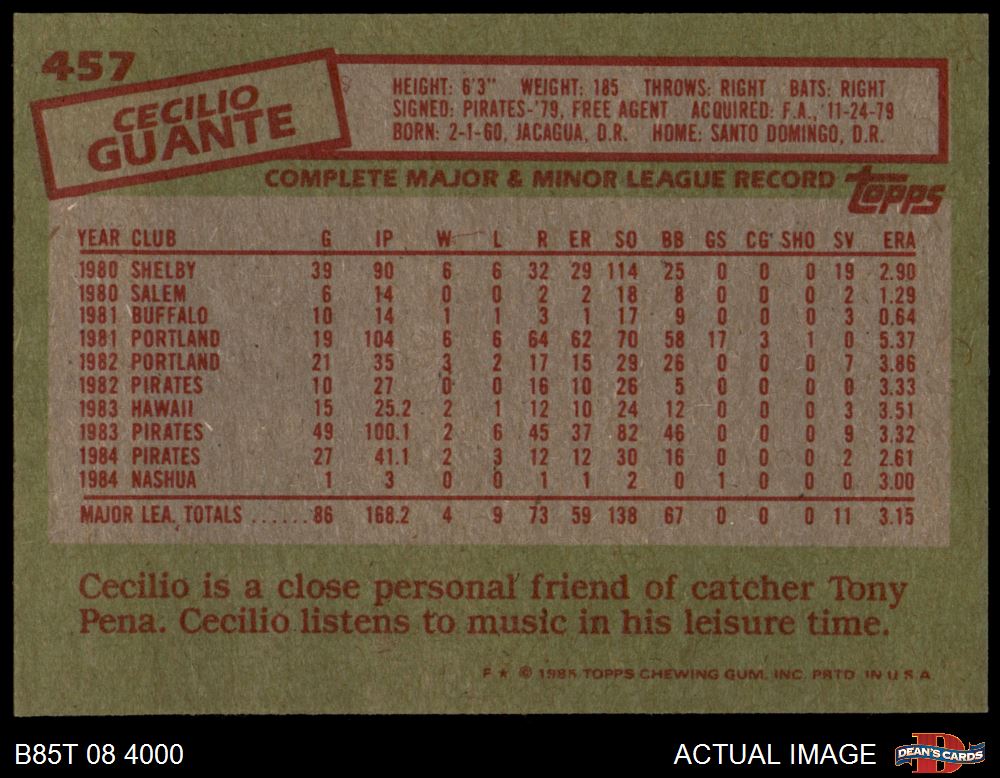 457
CECILIO
GUANTE
HEIGHT: 6'3" WEIGHT: 185 THROWS: RIGHT BATS: RIGHT
SIGNED: PIRATES-'79, FREE AGENT ACQUIRED: F.A., 11-24-79
BORN: 2-1-60, JACAGUA, D.R. HOME: SANTO DOMINGO, D.R.
COMPLETE MAJOR & MINOR LEAGUE RECORD topps
YEAR CLUB G IP W L R ER SO BB GS CG SHO SV ERA
1980 SHELBY 39 90 6 6 32 29 114 25 0 0 0 19 2.90
1980 SALEM 6 14 0 0 2 2 18 8 0 0 0 2 1.29
1981 BUFFALO 10 14 1 1 3 1 17 9 0 0 0 3 0.64
1981 PORTLAND 19 104 6 6 64 62 70 58 17 3 1 0 5.37
1982 PORTLAND 21 35 3 2 17 15 29 26 0 0 0 7 3.86
1982 PIRATES 10 27 0 0 16 10 26 5 0 0 0 0 3.33
1983 HAWAII 15 25.2 2 1 12 10 24 12 0 0 0 3 3.51
1983 PIRATES 49 100.1 2 6 45 37 82 46 0 0 0 9 3.32
1984 PIRATES 27 41.1 2 3 12 12 30 16 0 0 0 2 2.61
1984 NASHUA 1 3 0 0 1 1 2 0 1 0 0 0 3.00
MAJOR LEA. TOTALS ......86 168.2 4 9 73 59 138 67 0 0 0 11 3.15
Cecilio is a close personal friend of catcher Tony
Pena. Cecilio listens to music in his leisure time.
F ★ © 1985 TOPPS CHEWING GUM, INC. PRTD. IN U.S.A.
B85T 08 4000 ACTUAL IMAGE D DEAN'S CARDS